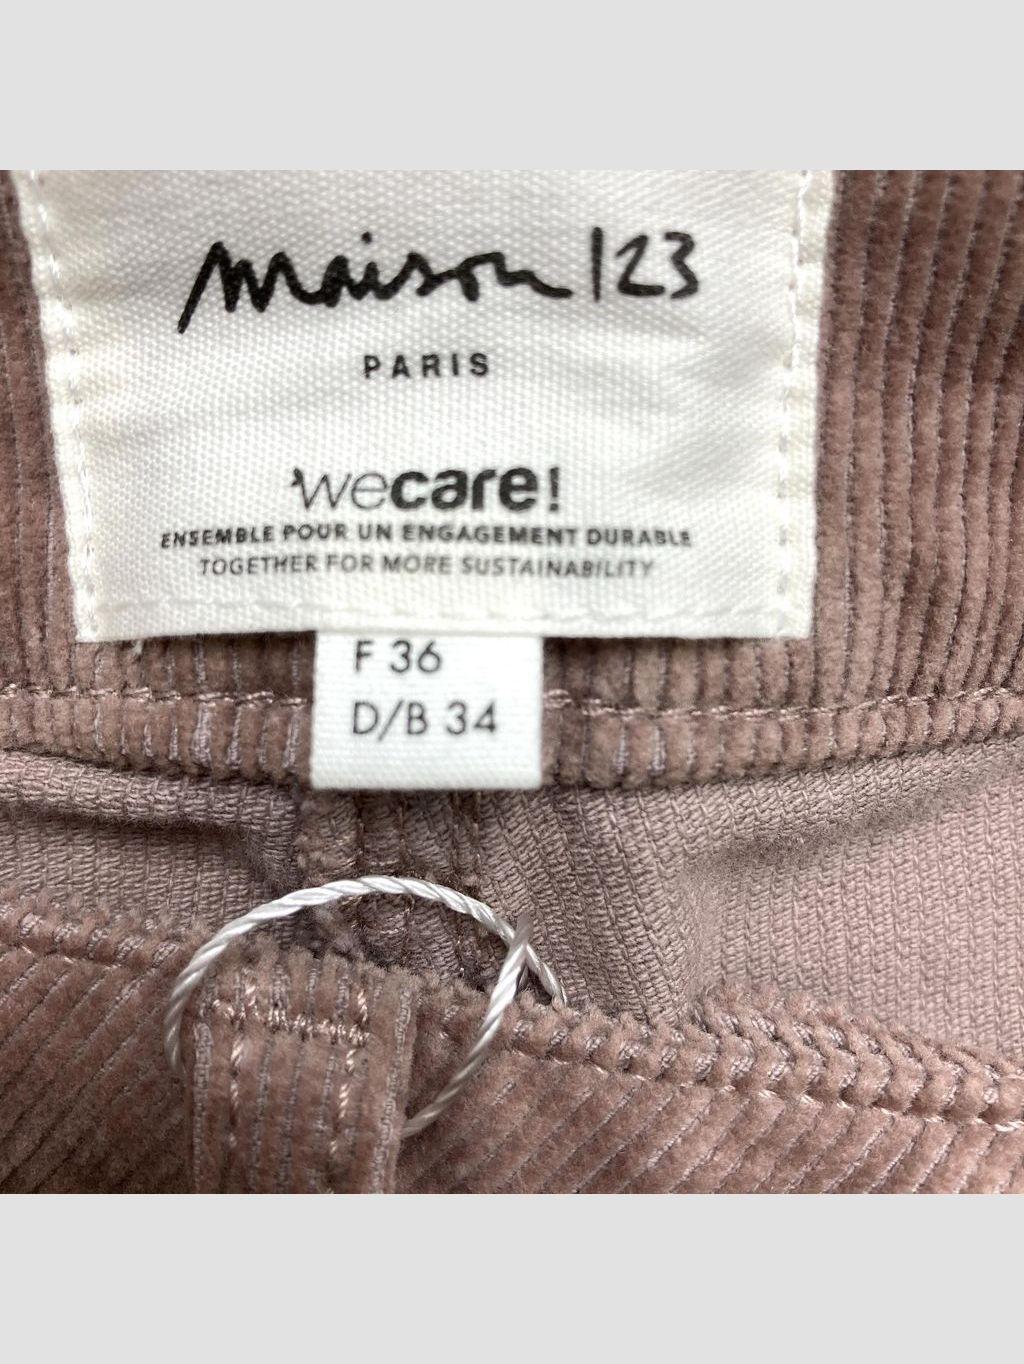 maison 123
PARIS
wecare!
ENSEMBLE POUR UN ENGAGEMENT DURABLE
TOGETHER FOR MORE SUSTAINABILITY
F 36
D/B 34